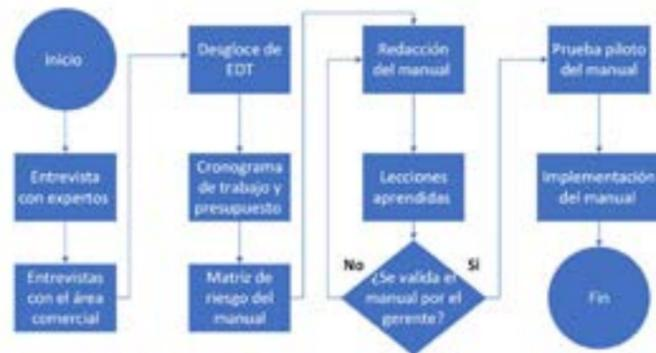 Inicio
Entrevista
con expertos
Entrevistas
con el área
comercial
Desgloce de
EDT
Cronograma
de trabajo y
presupuesto
Matriz de
riesgo del
manual
Redacción
del manual
Lecciones
aprendidas
No
Si
¿Se valida el
manual por el
gerente?
Prueba piloto
del manual
Implementación
del manual
Fin